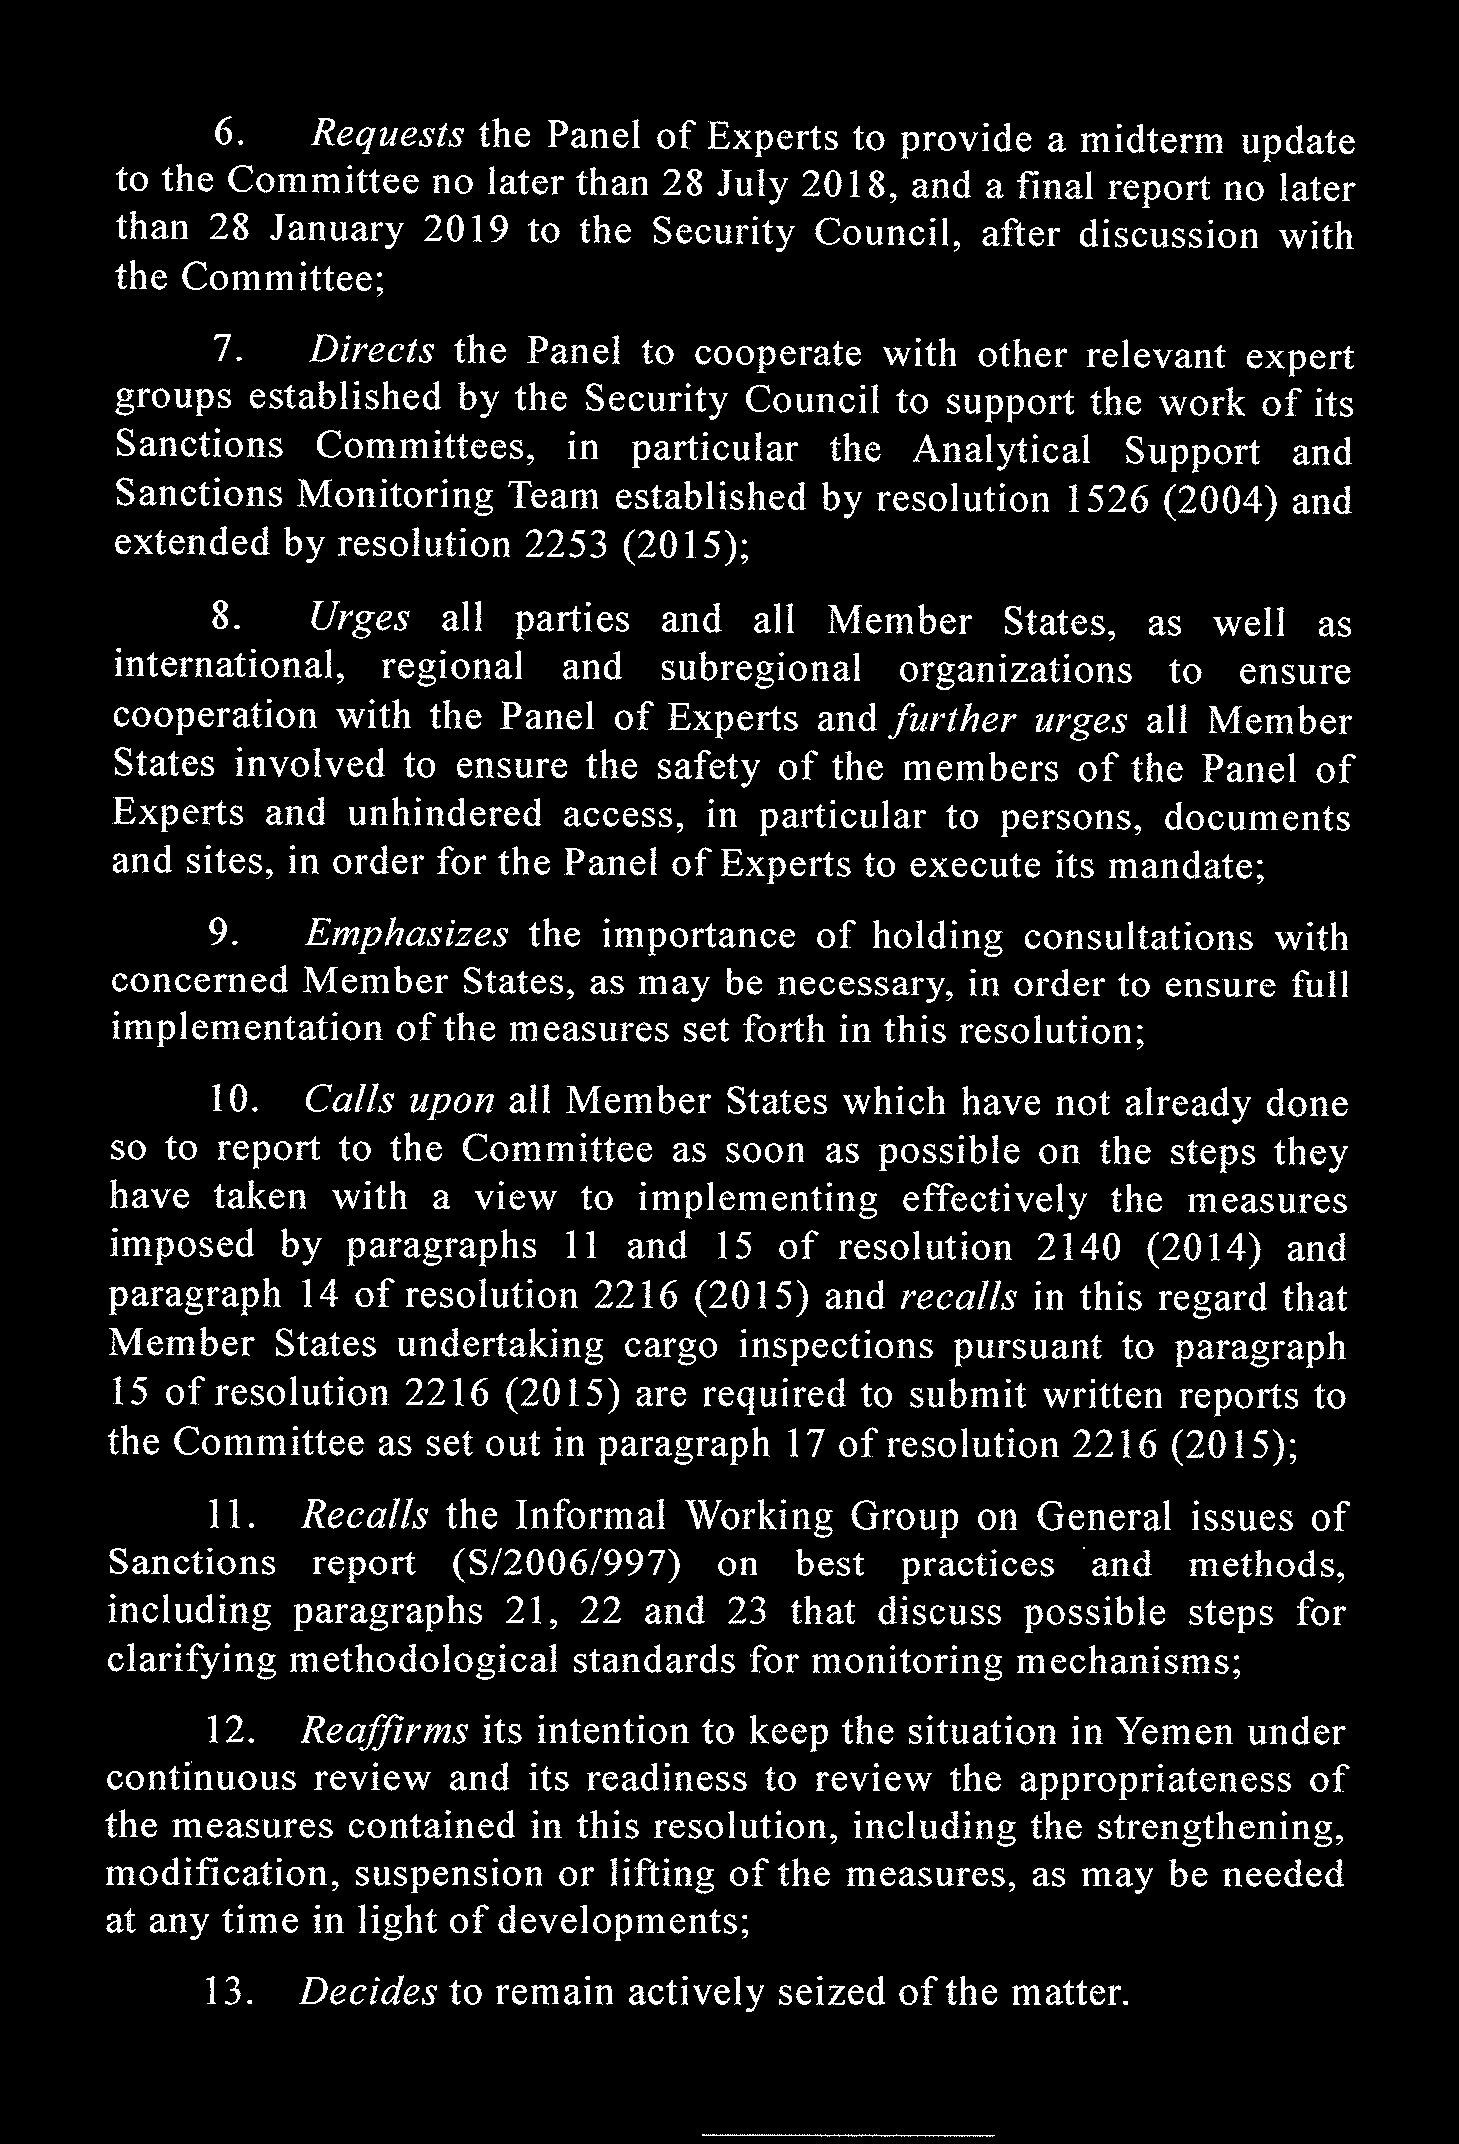 6. Requests the Panel of Experts to provide a midterm update
to the Committee no later than 28 July 2018, and a final report no later
than 28 January 2019 to the Security Council, after discussion with
the Committee;
7. Directs the Panel to cooperate with other relevant expert
groups established by the Security Council to support the work of its
Sanctions Committees, in particular the Analytical Support and
Sanctions Monitoring Team established by resolution 1526 (2004) and
extended by resolution 2253 (2015);
8. Urges all parties and all Member States, as well as
international, regional and subregional organizations to ensure
cooperation with the Panel of Experts and further urges all Member
States involved to ensure the safety of the members of the Panel of
Experts and unhindered access, in particular to persons, documents
and sites, in order for the Panel of Experts to execute its mandate;
9. Emphasizes the importance of holding consultations with
concerned Member States, as may be necessary, in order to ensure full
implementation of the measures set forth in this resolution;
10. Calls upon all Member States which have not already done
so to report to the Committee as soon as possible on the steps they
have taken with a view to implementing effectively the measures
imposed by paragraphs 11 and 15 of resolution 2140 (2014) and
paragraph 14 of resolution 2216 (2015) and recalls in this regard that
Member States undertaking cargo inspections pursuant to paragraph
15 of resolution 2216 (2015) are required to submit written reports to
the Committee as set out in paragraph 17 of resolution 2216 (2015);
11. Recalls the Informal Working Group on General issues of
Sanctions report (S/2006/997) on best practices and methods,
including paragraphs 21, 22 and 23 that discuss possible steps for
clarifying methodological standards for monitoring mechanisms;
12. Reaffirms its intention to keep the situation in Yemen under
continuous review and its readiness to review the appropriateness of
the measures contained in this resolution, including the strengthening,
modification, suspension or lifting of the measures, as may be needed
at any time in light of developments;
13. Decides to remain actively seized of the matter.